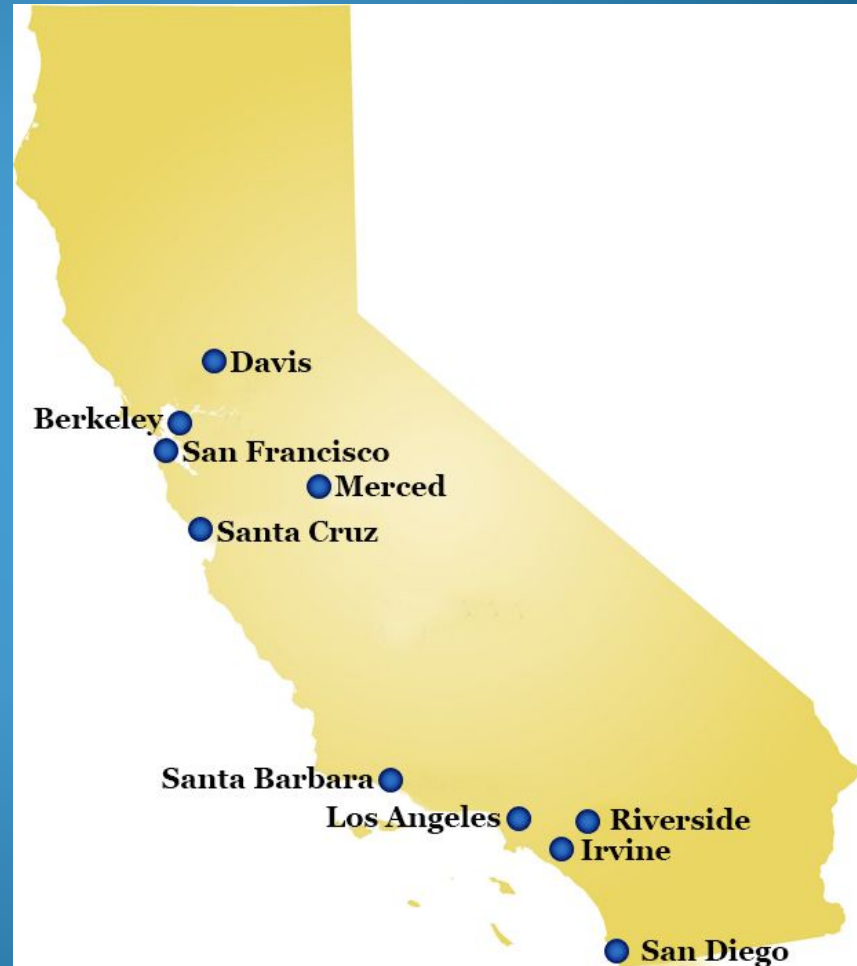 Davis
Berkeley
San Francisco
Merced
Santa Cruz
Santa Barbara
Los Angeles
Riverside
Irvine
San Diego